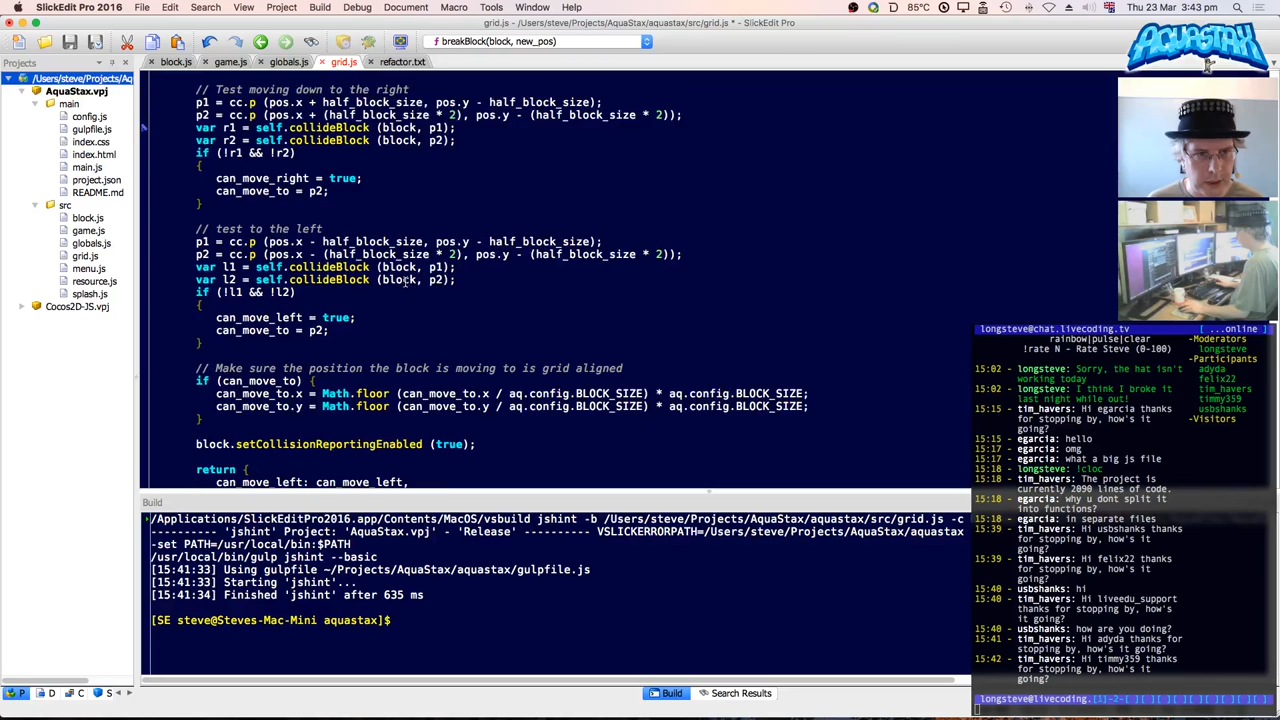 SlickEdit Pro 2016 File Edit Search View Project Build Debug Document Macro Tools Window Help 85°C Thu 23 Mar 3:43 pm
grid.js - /Users/steve/Projects/AquaStax/aquastax/src/grid.js * - SlickEdit Pro
breakBlock(block, new_pos)
AQUASTAX
Projects
block.js game.js globals.js grid.js refactor.txt
/Users/steve/Projects/Aq
AquaStax.vpj
main
config.js
gulpfile.js
index.css
index.html
main.js
project.json
README.md
src
block.js
game.js
globals.js
grid.js
menu.js
resource.js
splash.js
Cocos2D-JS.vpj
// Test moving down to the right
p1 = cc.p (pos.x + half_block_size, pos.y - half_block_size);
p2 = cc.p (pos.x + (half_block_size * 2), pos.y - (half_block_size * 2));
var r1 = self.collideBlock (block, p1);
var r2 = self.collideBlock (block, p2);
if (!r1 && !r2)
{
can_move_right = true;
can_move_to = p2;
}
// test to the left
p1 = cc.p (pos.x - half_block_size, pos.y - half_block_size);
p2 = cc.p (pos.x - (half_block_size * 2), pos.y - (half_block_size * 2));
var l1 = self.collideBlock (block, p1);
var l2 = self.collideBlock (block, p2);
if (!l1 && !l2)
{
can_move_left = true;
can_move_to = p2;
}
// Make sure the position the block is moving to is grid aligned
if (can_move_to) {
can_move_to.x = Math.floor (can_move_to.x / aq.config.BLOCK_SIZE) * aq.config.BLOCK_SIZE;
can_move_to.y = Math.floor (can_move_to.y / aq.config.BLOCK_SIZE) * aq.config.BLOCK_SIZE;
}
block.setCollisionReportingEnabled (true);
return {
can_move_left: can_move_left,
Build
/Applications/SlickEditPro2016.app/Contents/MacOS/vsbuild jshint -b /Users/steve/Projects/AquaStax/aquastax/src/grid.js -c
---------- 'jshint' Project: 'AquaStax.vpj' - 'Release' ---------- VSLICKERRORPATH=/Users/steve/Projects/AquaStax/aquastax
-set PATH=/usr/local/bin:$PATH
/usr/local/bin/gulp jshint --basic
[15:41:33] Using gulpfile ~/Projects/AquaStax/aquastax/gulpfile.js
[15:41:33] Starting 'jshint'...
[15:41:34] Finished 'jshint' after 635 ms
[SE steve@Steves-Mac-Mini aquastax]$
P D C S
Build Search Results
longsteve@chat.livecoding.tv [ ...online ]
rainbow|pulse|clear
!rate N - Rate Steve (0-100)
15:02 - longsteve: Sorry, the hat isn't
working today
15:02 - longsteve: I think I broke it
last night while out!
15:15 - tim_havers: Hi egarcia thanks
for stopping by, how's it
going?
15:15 - egarcia: hello
15:17 - egarcia: omg
15:17 - egarcia: what a big js file
15:18 - longsteve: !cloc
15:18 - tim_havers: The project is
currently 2090 lines of code.
15:18 - egarcia: why u dont split it
into functions?
15:18 - egarcia: in separate files
15:39 - tim_havers: Hi usbshanks thanks
for stopping by, how's it
going?
15:39 - tim_havers: Hi felix22 thanks
for stopping by, how's it
going?
15:40 - usbshanks: hi
15:40 - tim_havers: Hi liveedu_support
thanks for stopping by, how's
it going?
15:40 - usbshanks: how are you doing?
15:41 - tim_havers: Hi adyda thanks for
stopping by, how's it going?
15:42 - tim_havers: Hi timmy359 thanks
for stopping by, how's it
going?
-Moderators
longsteve
-Participants
adyda
felix22
tim_havers
timmy359
usbshanks
-Visitors
longsteve@livecoding.[1]-2-[ ][ ][ ][ ][ ][ ][ ][ ][ ]